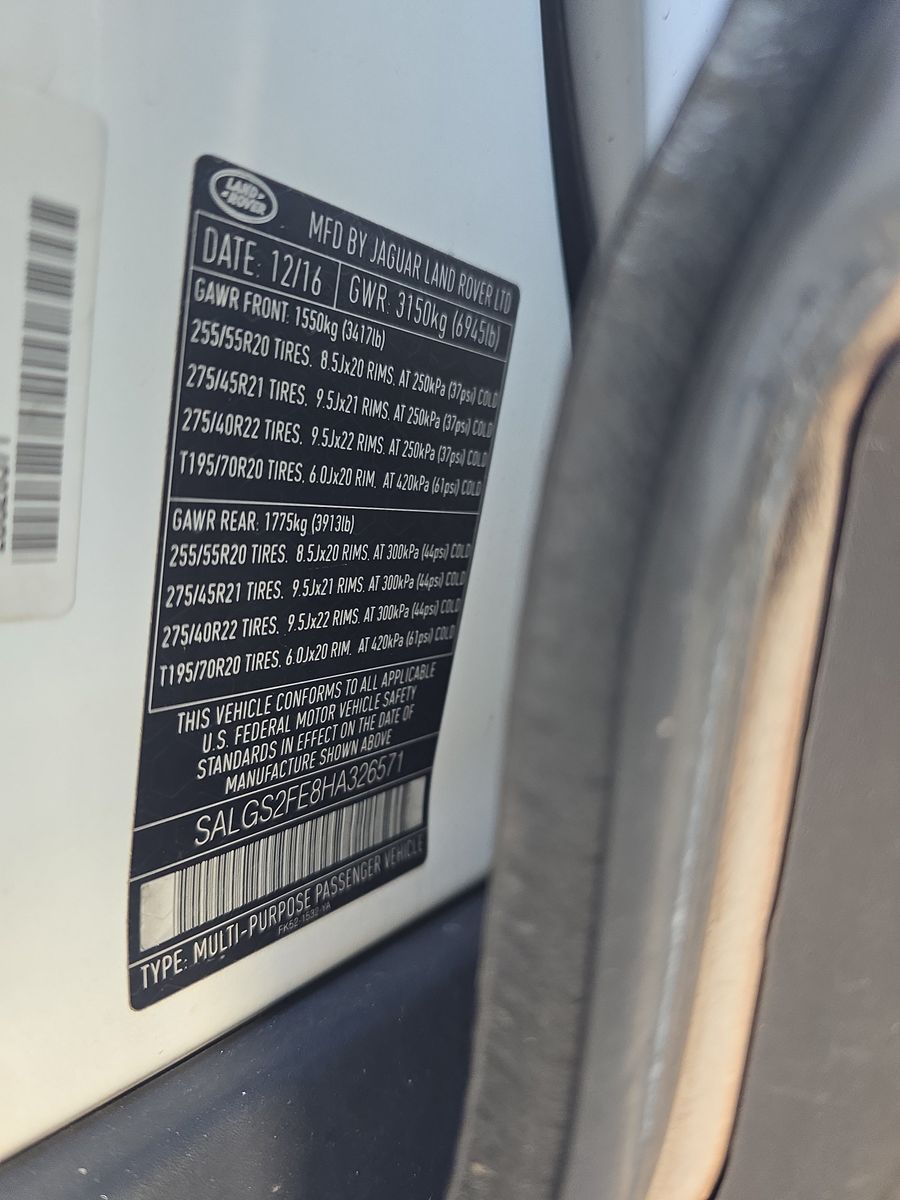 LAND ROVER
MFD BY JAGUAR LAND ROVER LTD
DATE: 12/16 GWR: 3150kg (6945lb)
GAWR FRONT: 1550kg (3417lb)
255/55R20 TIRES. 8.5Jx20 RIMS. AT 250kPa (37psi) COLD
275/45R21 TIRES. 9.5Jx21 RIMS. AT 250kPa (37psi) COLD
275/40R22 TIRES. 9.5Jx22 RIMS. AT 250kPa (37psi) COLD
T195/70R20 TIRES. 6.0Jx20 RIM. AT 420kPa (61psi) COLD
GAWR REAR: 1775kg (3913lb)
255/55R20 TIRES. 8.5Jx20 RIMS. AT 300kPa (44psi) COLD
275/45R21 TIRES. 9.5Jx21 RIMS. AT 300kPa (44psi) COLD
275/40R22 TIRES. 9.5Jx22 RIMS. AT 300kPa (44psi) COLD
T195/70R20 TIRES. 6.0Jx20 RIM. AT 420kPa (61psi) COLD
THIS VEHICLE CONFORMS TO ALL APPLICABLE
U.S. FEDERAL MOTOR VEHICLE SAFETY
STANDARDS IN EFFECT ON THE DATE OF
MANUFACTURE SHOWN ABOVE
SALGS2FE8HA326571
TYPE: MULTI-PURPOSE PASSENGER VEHICLE
FK52-1532-YA